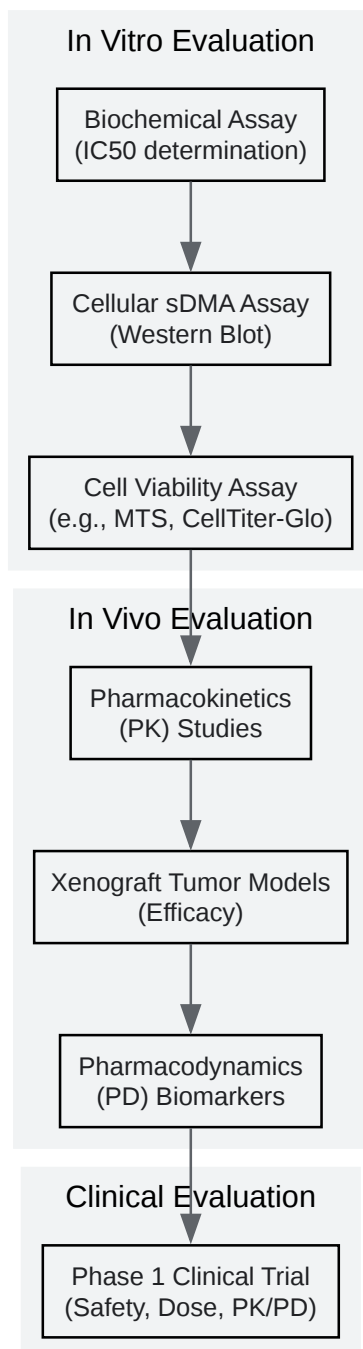 In Vitro Evaluation
Biochemical Assay
(IC50 determination)
Cellular sDMA Assay
(Western Blot)
Cell Viability Assay
(e.g., MTS, CellTiter-Glo)
In Vivo Evaluation
Pharmacokinetics
(PK) Studies
Xenograft Tumor Models
(Efficacy)
Pharmacodynamics
(PD) Biomarkers
Clinical Evaluation
Phase 1 Clinical Trial
(Safety, Dose, PK/PD)